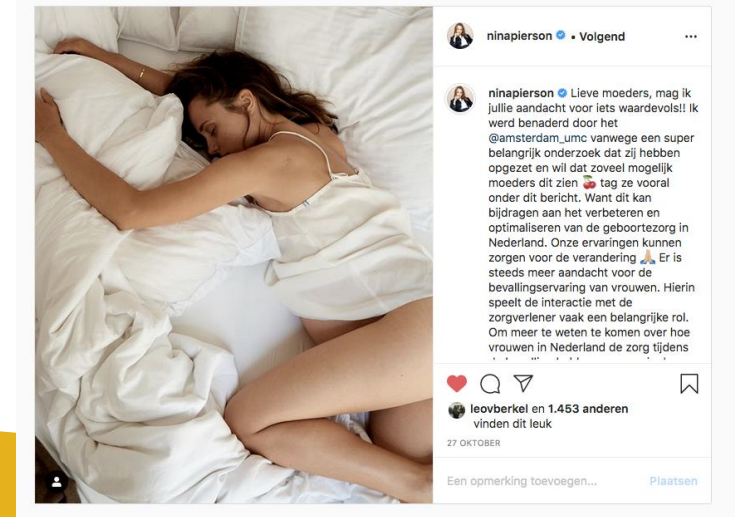 ninapierson • Volgend
ninapierson Lieve moeders, mag ik
jullie aandacht voor iets waardevols!! Ik
werd benaderd door het
@amsterdam_umc vanwege een super
belangrijk onderzoek dat zij hebben
opgezet en wil dat zoveel mogelijk
moeders dit zien 🍒 tag ze vooral
onder dit bericht. Want dit kan
bijdragen aan het verbeteren en
optimaliseren van de geboortezorg in
Nederland. Onze ervaringen kunnen
zorgen voor de verandering 🙏🏼 Er is
steeds meer aandacht voor de
bevallingservaring van vrouwen. Hierin
speelt de interactie met de
zorgverlener vaak een belangrijke rol.
Om meer te weten te komen over hoe
vrouwen in Nederland de zorg tijdens
leovberkel en 1.453 anderen
vinden dit leuk
27 OKTOBER
Een opmerking toevoegen... Plaatsen